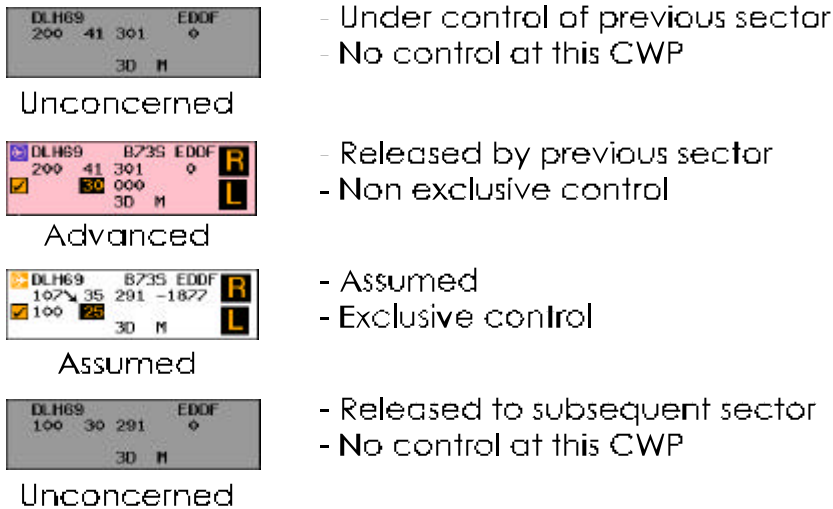 DLH69 EDDF
200 41 301 0
3D M
Unconcerned
- Under control of previous sector
- No control at this CWP
DLH69 B73S EDDF R
200 41 301 0
30 000 L
3D M
Advanced
- Released by previous sector
- Non exclusive control
DLH69 B73S EDDF R
107↘ 35 291 -1877
100 25 L
3D M
Assumed
- Assumed
- Exclusive control
DLH69 EDDF
100 30 291 0
3D M
Unconcerned
- Released to subsequent sector
- No control at this CWP